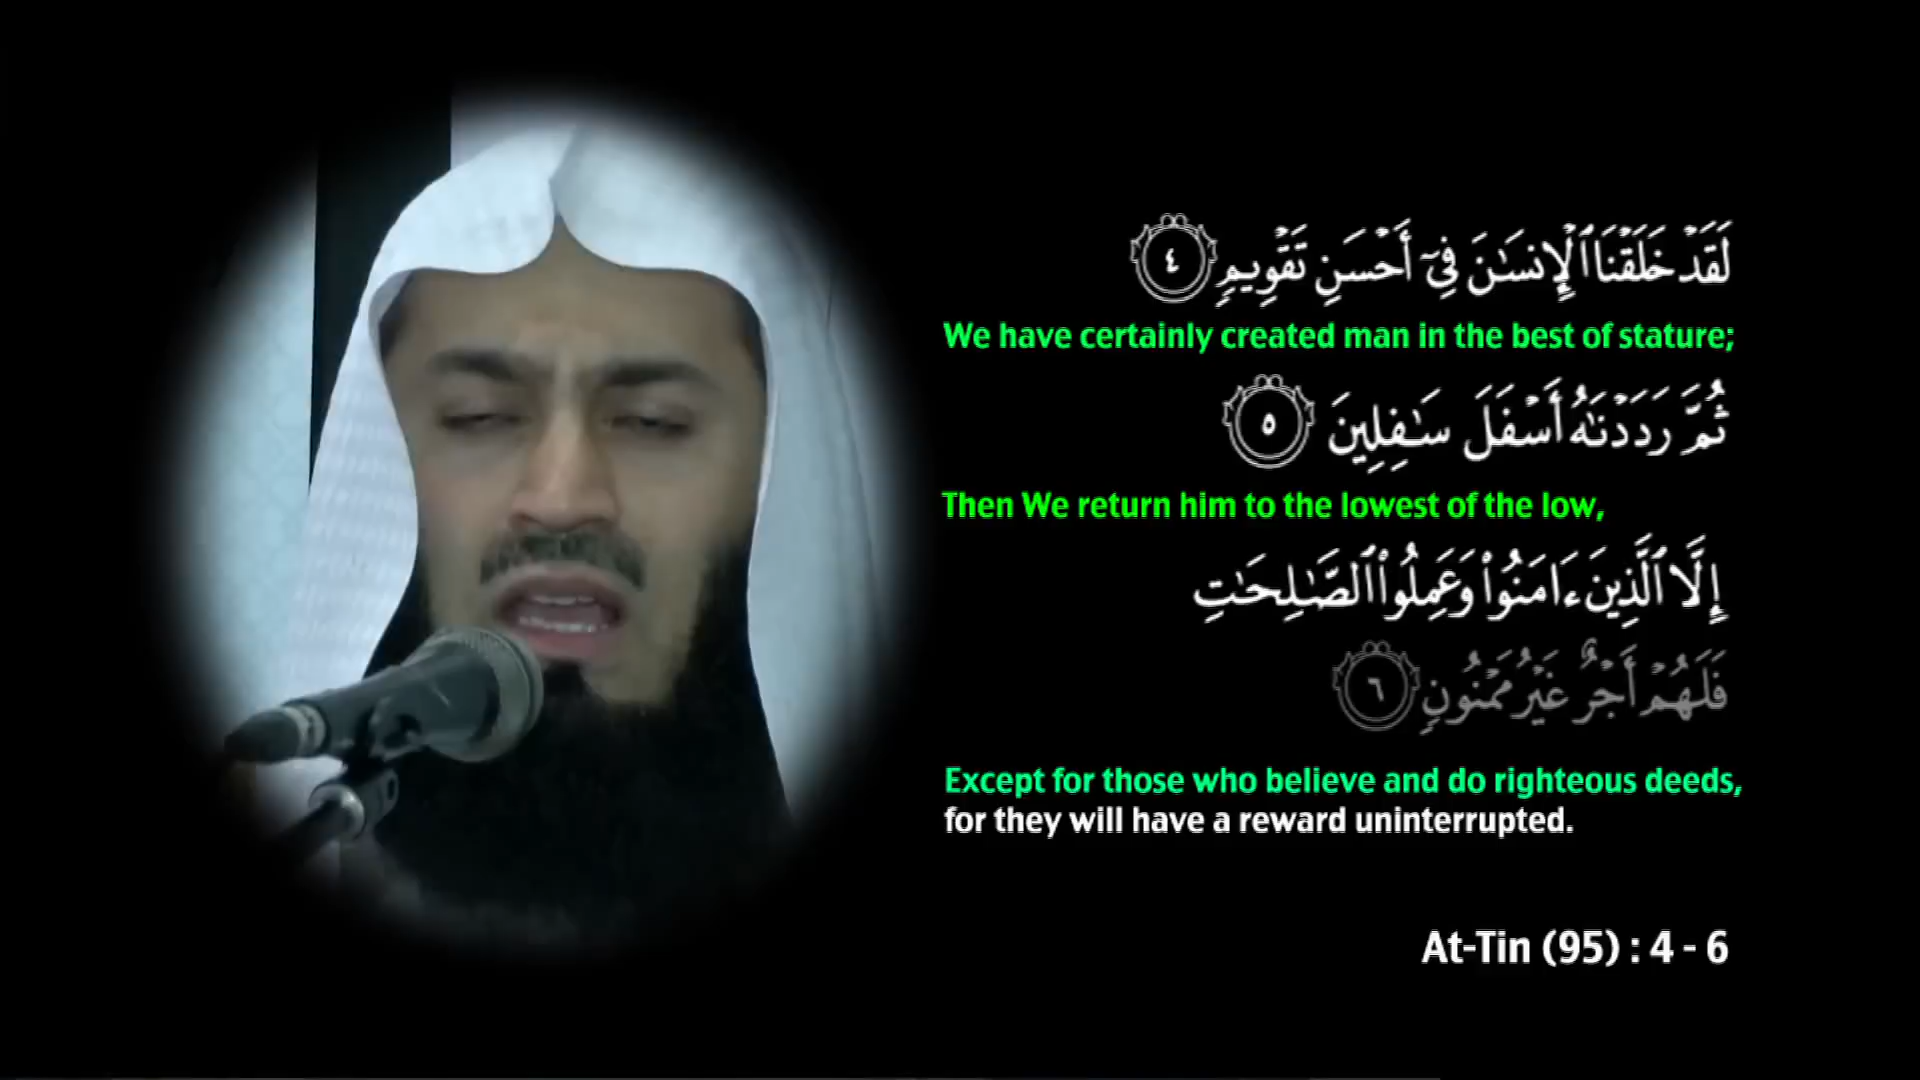 لَقَدْ خَلَقْنَا ٱلْإِنسَٰنَ فِىٓ أَحْسَنِ تَقْوِيمٍ ٤
We have certainly created man in the best of stature;
ثُمَّ رَدَدْنَٰهُ أَسْفَلَ سَٰفِلِينَ ٥
Then We return him to the lowest of the low,
إِلَّا ٱلَّذِينَ ءَامَنُوا۟ وَعَمِلُوا۟ ٱلصَّٰلِحَٰتِ
فَلَهُمْ أَجْرٌ غَيْرُ مَمْنُونٍ ٦
Except for those who believe and do righteous deeds,
for they will have a reward uninterrupted.
At-Tin (95) : 4 - 6